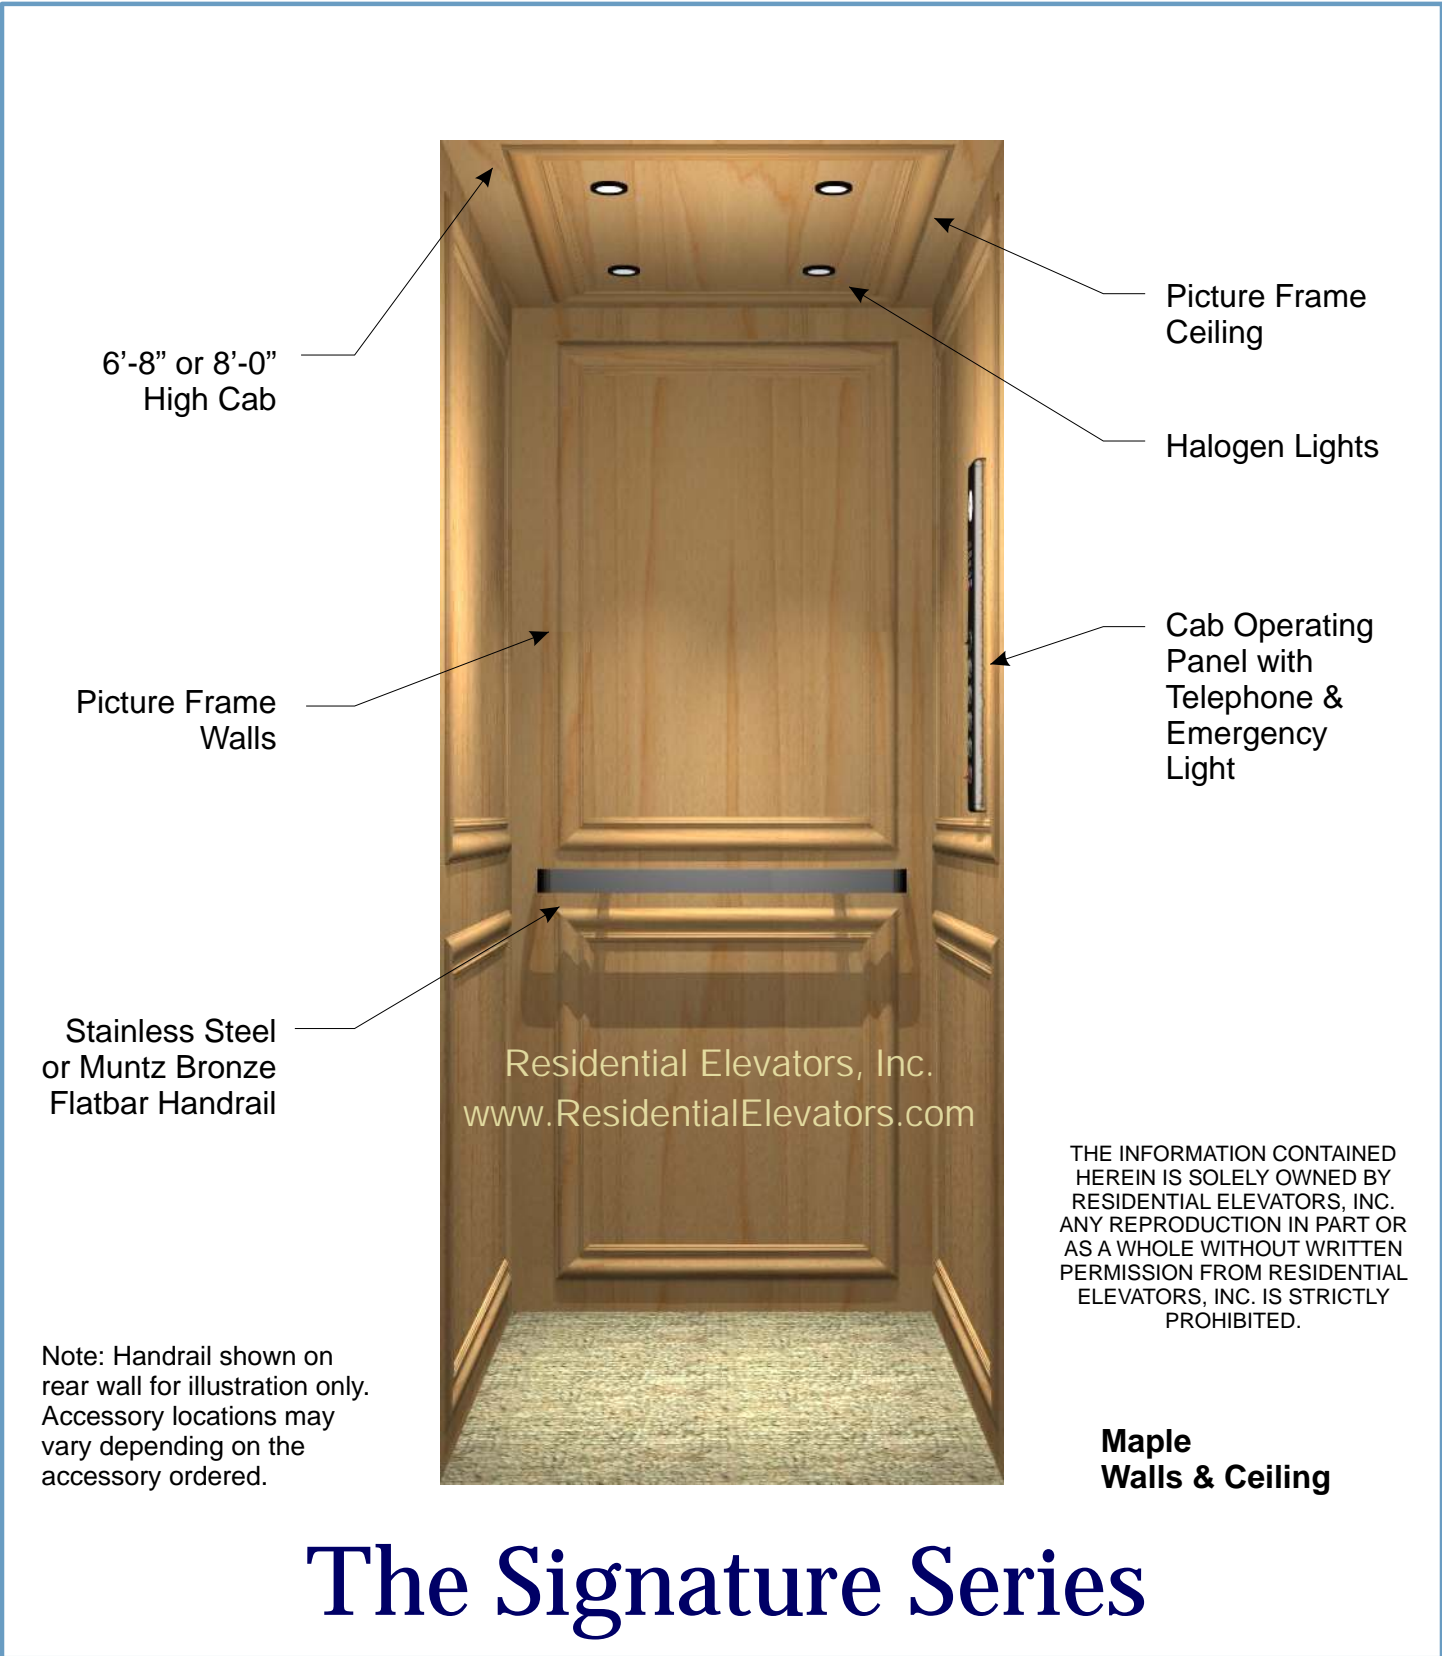 6’-8” or 8’-0”
High Cab
Picture Frame
Walls
Stainless Steel
or Muntz Bronze
Flatbar Handrail
Note: Handrail shown on
rear wall for illustration only.
Accessory locations may
vary depending on the
accessory ordered.
Residential Elevators, Inc.
www.ResidentialElevators.com
Picture Frame
Ceiling
Halogen Lights
Cab Operating
Panel with
Telephone &
Emergency
Light
THE INFORMATION CONTAINED
HEREIN IS SOLELY OWNED BY
RESIDENTIAL ELEVATORS, INC.
ANY REPRODUCTION IN PART OR
AS A WHOLE WITHOUT WRITTEN
PERMISSION FROM RESIDENTIAL
ELEVATORS, INC. IS STRICTLY
PROHIBITED.
Maple
Walls & Ceiling
The Signature Series